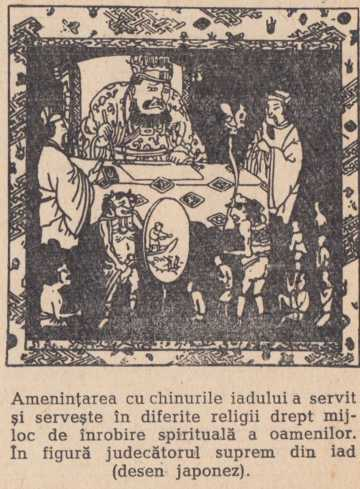 Amenințarea cu chinurile iadului a servit
și servește în diferite religii drept mij-
loc de înrobire spirituală a oamenilor.
În figură judecătorul suprem din iad
(desen japonez).